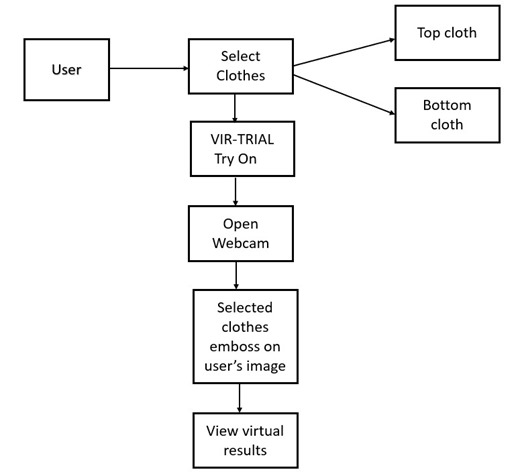 User
Select
Clothes
Top cloth
Bottom
cloth
VIR-TRIAL
Try On
Open
Webcam
Selected
clothes
emboss on
user's image
View virtual
results